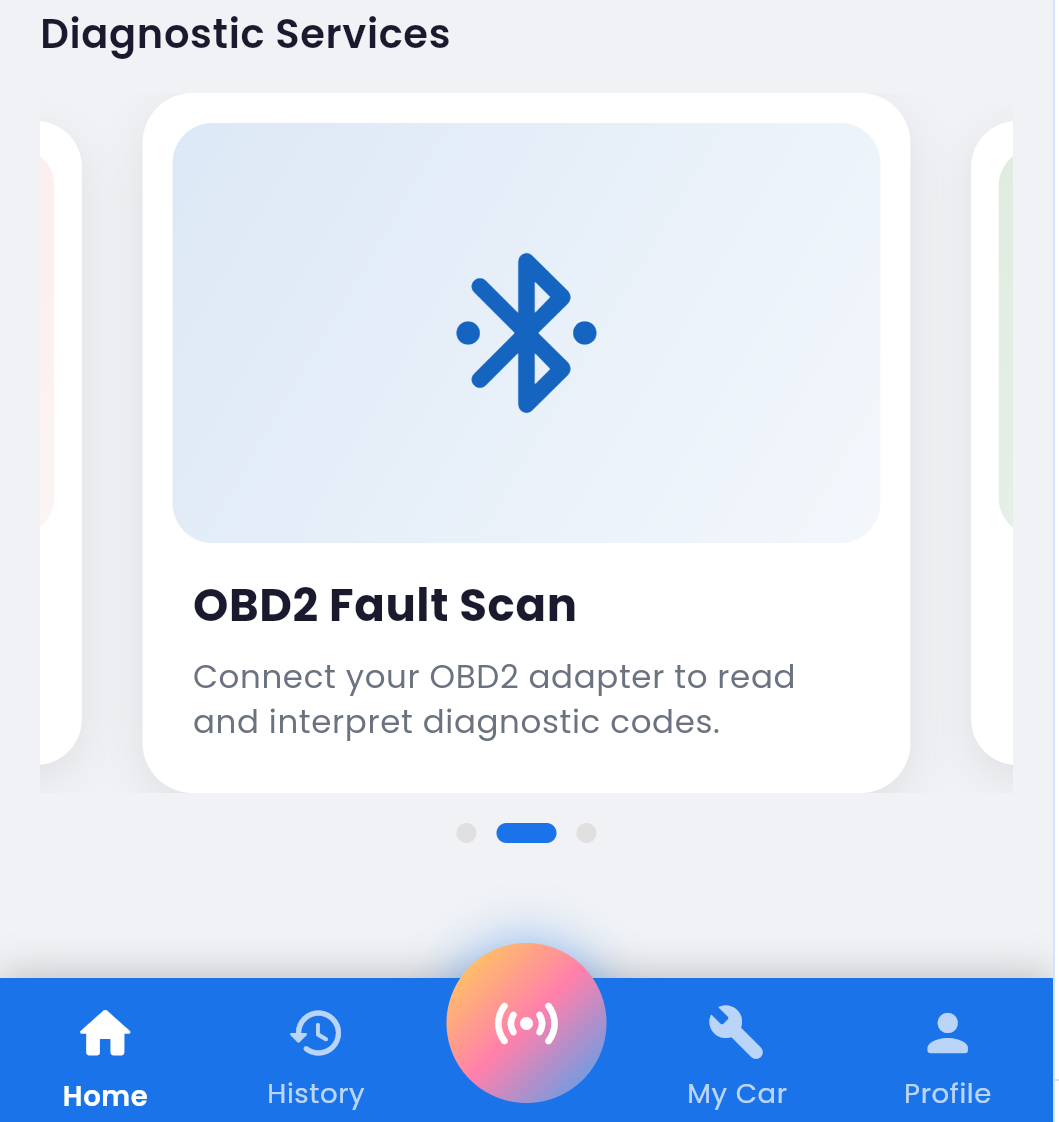 Diagnostic Services
OBD2 Fault Scan
Connect your OBD2 adapter to read
and interpret diagnostic codes.
Home
History
My Car
Profile